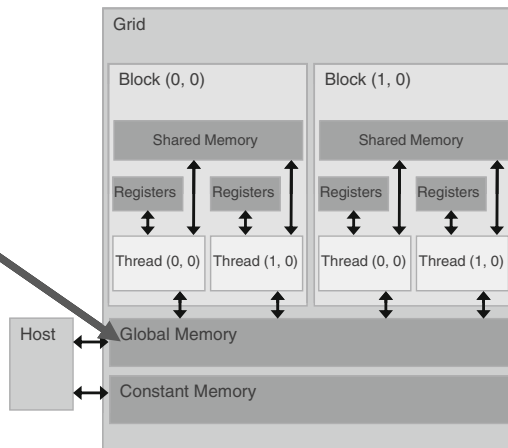 Grid
Block (0, 0)
Block (1, 0)
Shared Memory
Shared Memory
Registers
Registers
Registers
Registers
Thread (0, 0)
Thread (1, 0)
Thread (0, 0)
Thread (1, 0)
Host
Global Memory
Constant Memory